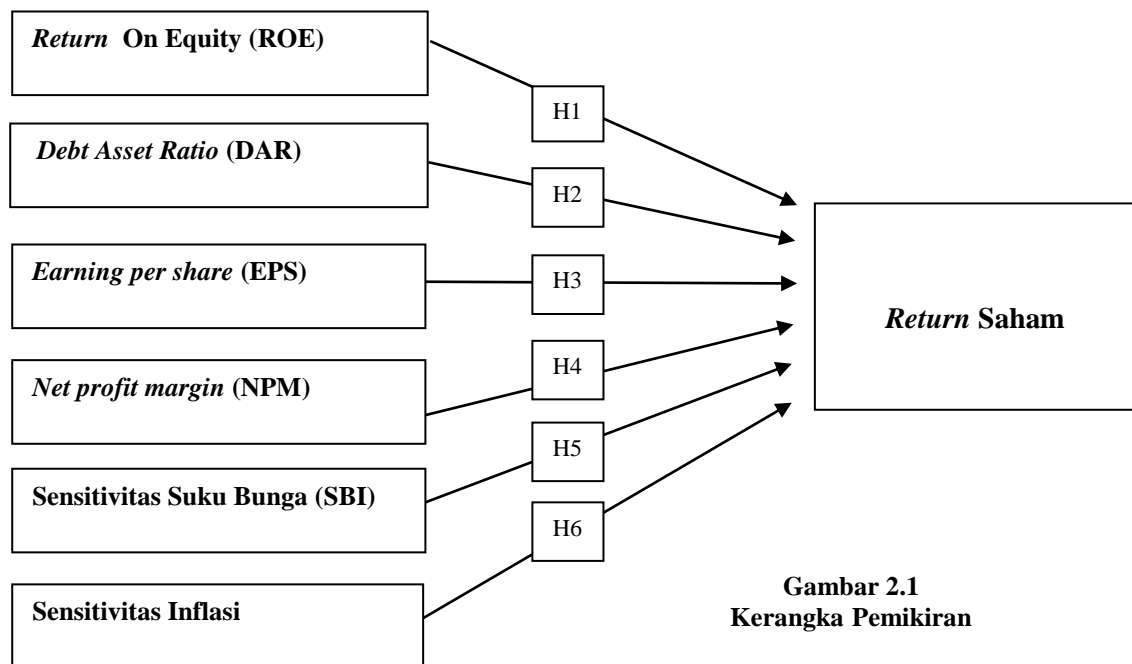 Return On Equity (ROE)
H1
Debt Asset Ratio (DAR)
H2
Earning per share (EPS)
H3
Return Saham
Net profit margin (NPM)
H4
Sensitivitas Suku Bunga (SBI)
H5
Sensitivitas Inflasi
H6
Gambar 2.1
Kerangka Pemikiran